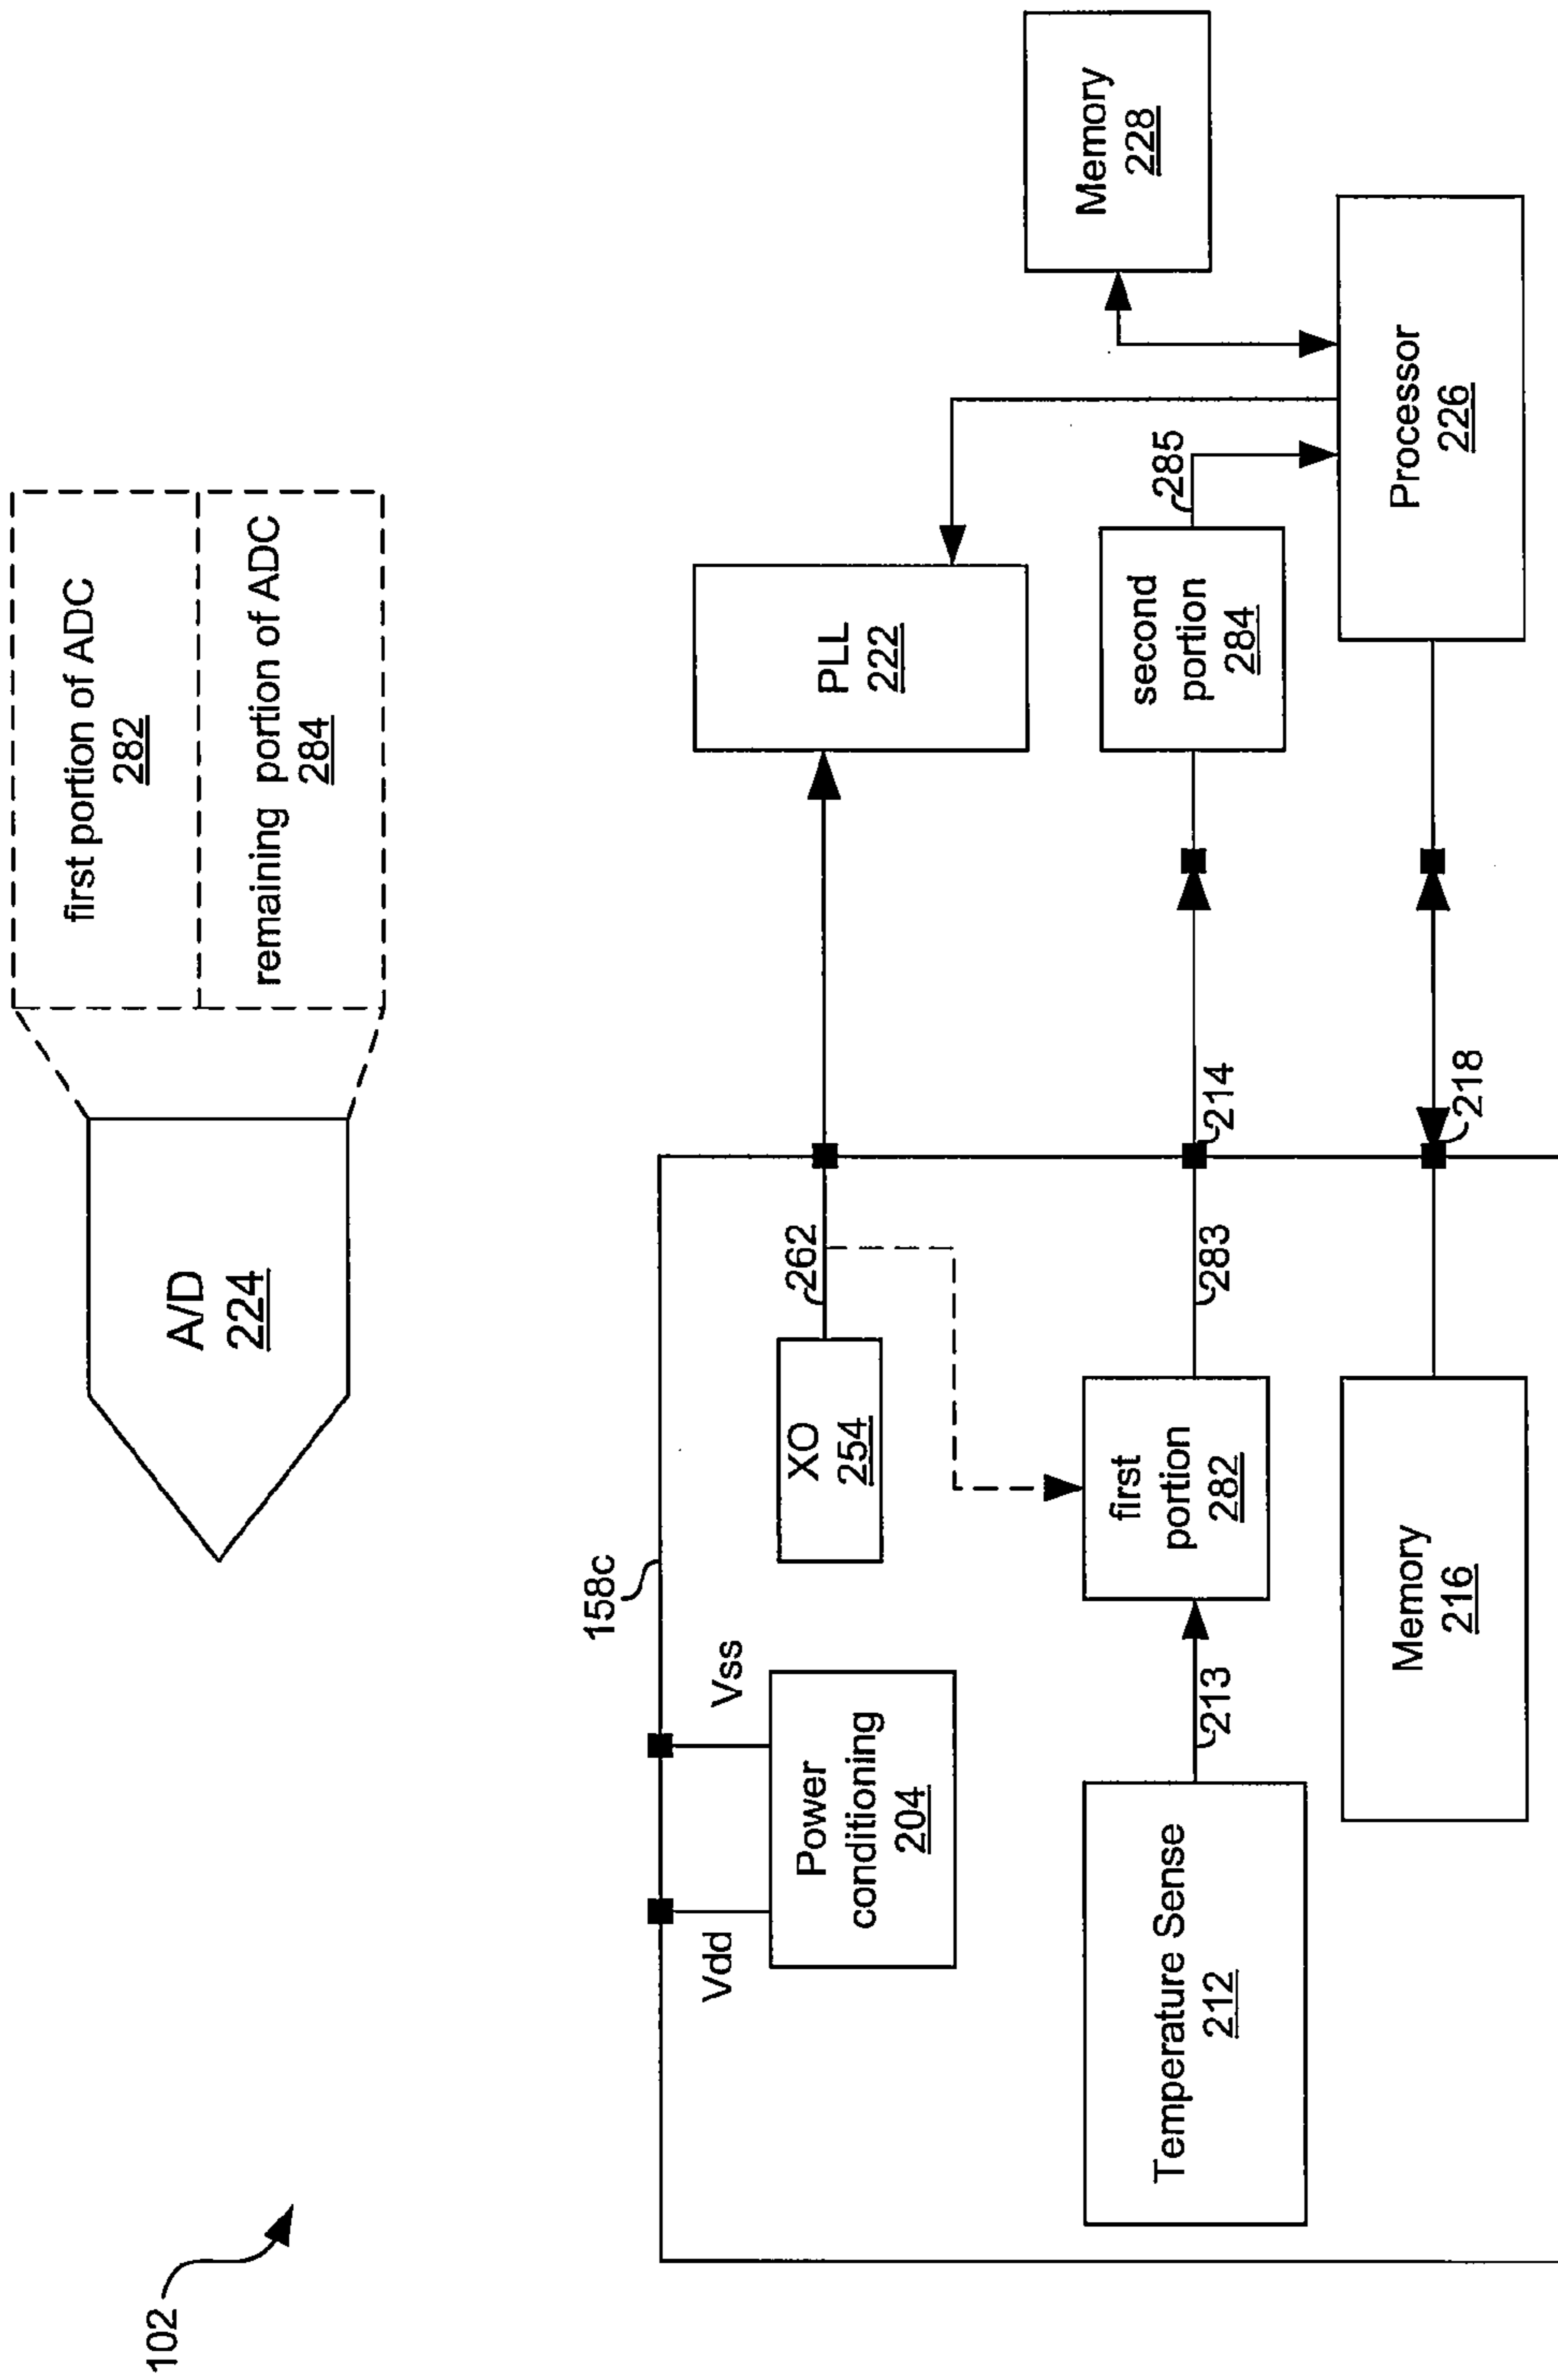 102
A/D
224
first portion of ADC
282
remaining portion of ADC
284
158c
Vdd
Vss
Power
conditioning
204
XO
254
262
PLL
222
Temperature Sense
212
213
first
portion
282
283
214
second
portion
284
285
Memory
216
218
Processor
226
Memory
228